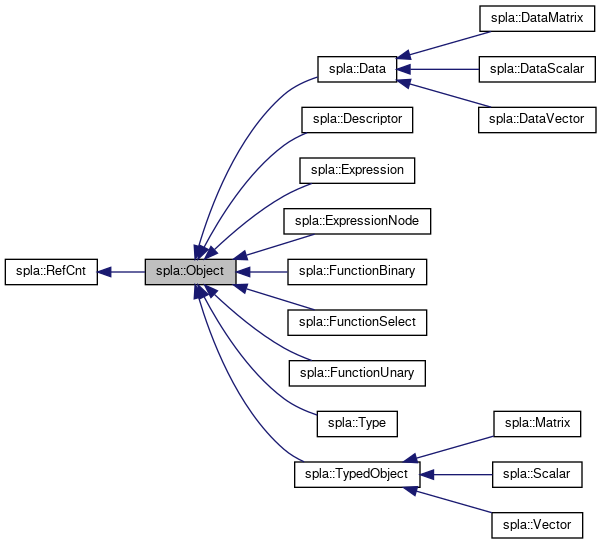 spla::RefCnt
spla::Object
spla::Data
spla::DataMatrix
spla::DataScalar
spla::DataVector
spla::Descriptor
spla::Expression
spla::ExpressionNode
spla::FunctionBinary
spla::FunctionSelect
spla::FunctionUnary
spla::Type
spla::TypedObject
spla::Matrix
spla::Scalar
spla::Vector